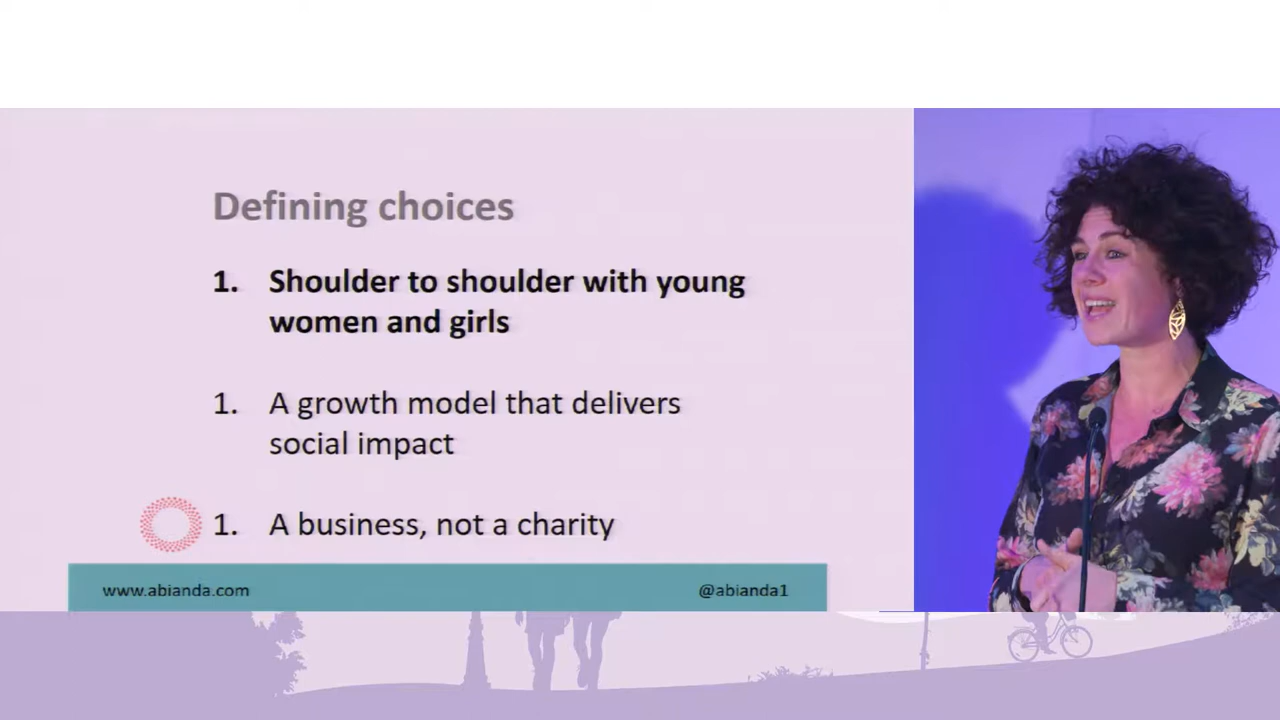 Defining choices
1. Shoulder to shoulder with young
women and girls
1. A growth model that delivers
social impact
1. A business, not a charity
www.abianda.com
@abianda1